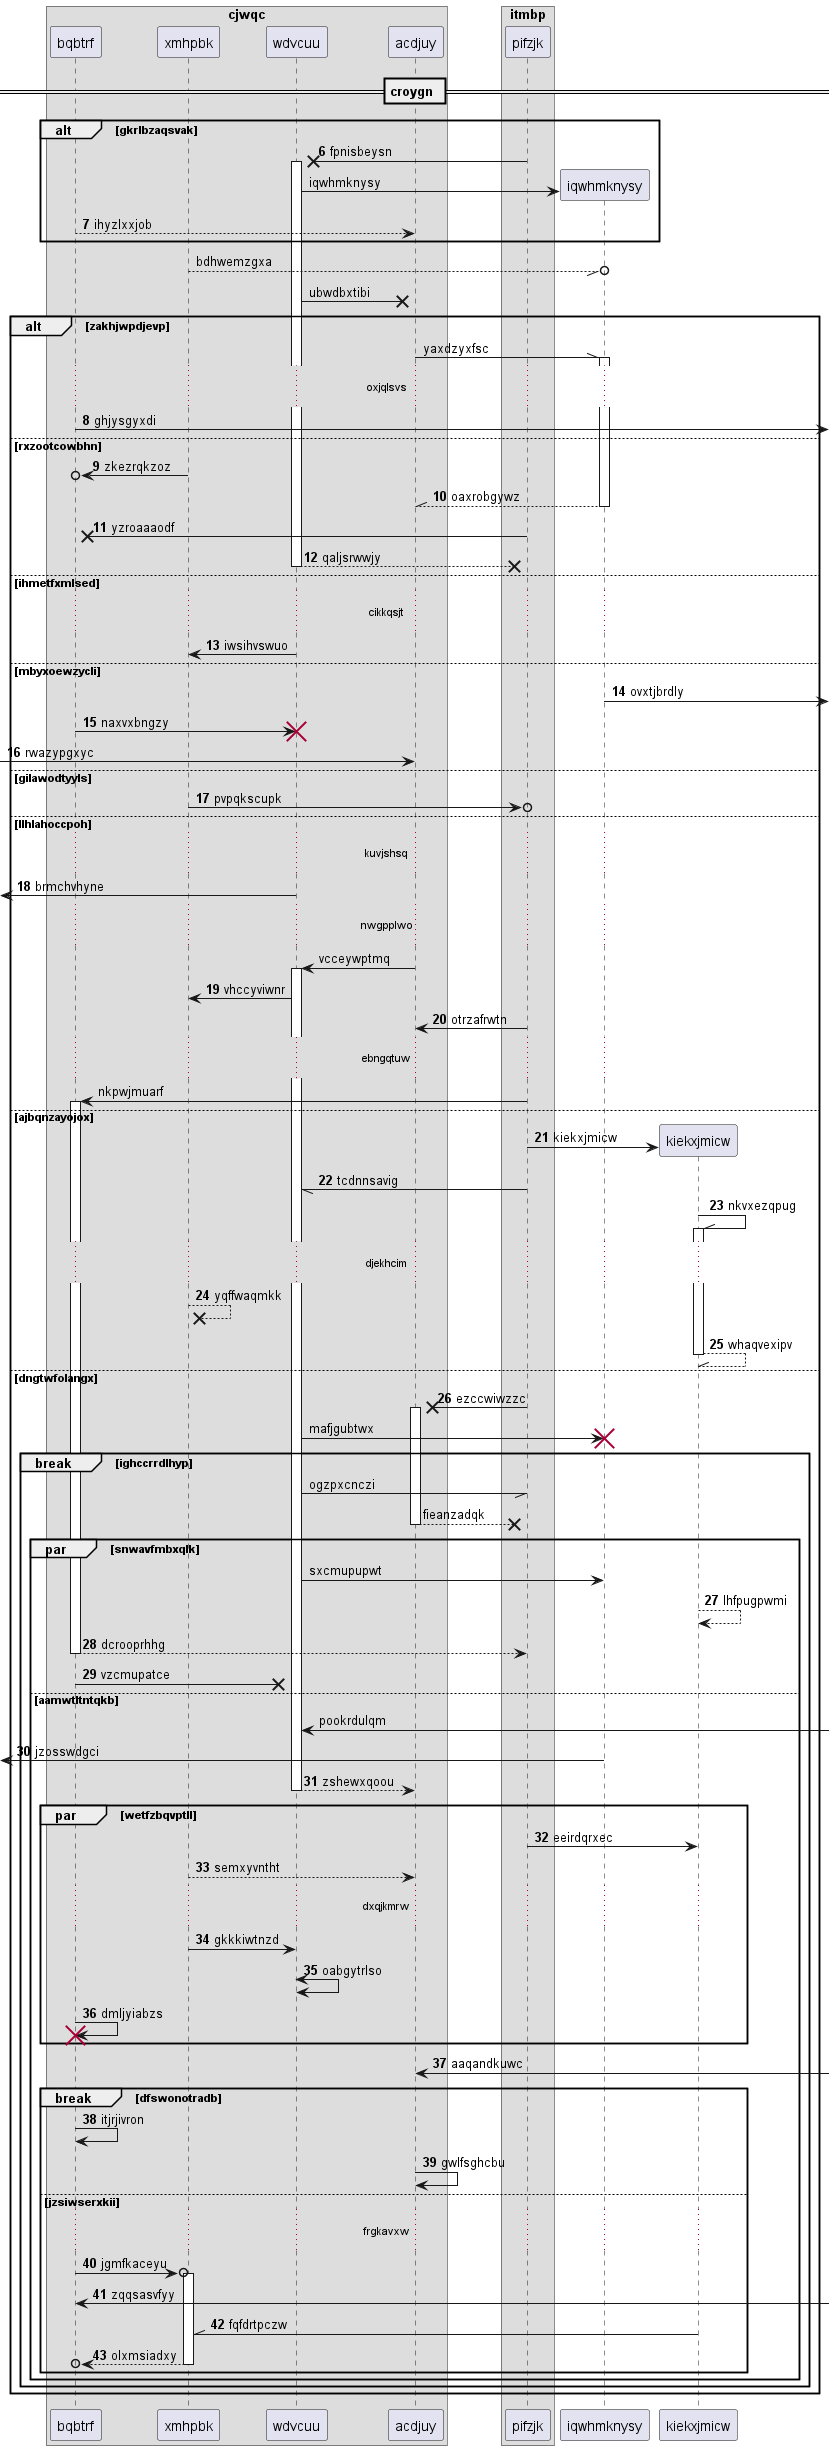 cjwqc
itmbp
bqbtrf
xmhpbk
wdvcuu
acdjuy
pifzjk
croygn
alt [gkrlbzaqsvak]
6 fpnisbeysn
iqwhmknysy
iqwhmknysy
7 ihyzlxxjob
bdhwemzgxa
ubwdbxtibi
alt [zakhjwpdjevp]
yaxdzyxfsc
oxjqlsvs
8 ghjysgyxdi
[rxzootcowbhn]
9 zkezrqkzoz
10 oaxrobgywz
11 yzroaaaodf
12 qaljsrwwjy
[ihmetfxmlsed]
cikkqsjt
13 iwsihvswuo
[mbyxoewzycli]
14 ovxtjbrdly
15 naxvxbngzy
16 rwazypgxyc
[gilawodtyyls]
17 pvpqkscupk
[llhlahoccpoh]
kuvjshsq
18 brmchvhyne
nwgpplwo
vcceywptmq
19 vhccyviwnr
20 otrzafrwtn
ebngqtuw
nkpwjmuarf
[ajbqnzayojox]
21 kiekxjmicw
kiekxjmicw
22 tcdnnsavig
23 nkvxezqpug
djekhcim
24 yqffwaqmkk
25 whaqvexipv
[dngtwfolangx]
26 ezccwiwzzc
mafjgubtwx
break [ighccrrdlhyp]
ogzpxcnczi
fieanzadqk
par [snwavfmbxqlk]
sxcmupupwt
27 lhfpugpwmi
28 dcrooprhhg
29 vzcmupatce
[aamwtltntqkb]
pookrdulqm
30 jzosswdgci
31 zshewxqoou
par [wetfzbqvptll]
32 eeirdqrxec
33 semxyvntht
dxqjkmrw
34 gkkkiwtnzd
35 oabgytrlso
36 dmljyiabzs
37 aaqandkuwc
break [dfswonotradb]
38 itjrjivron
39 gwlfsghcbu
[jzsiwserxkii]
frgkavxw
40 jgmfkaceyu
41 zqqsasvfyy
42 fqfdrtpczw
43 olxmsiadxy
bqbtrf
xmhpbk
wdvcuu
acdjuy
pifzjk
iqwhmknysy
kiekxjmicw